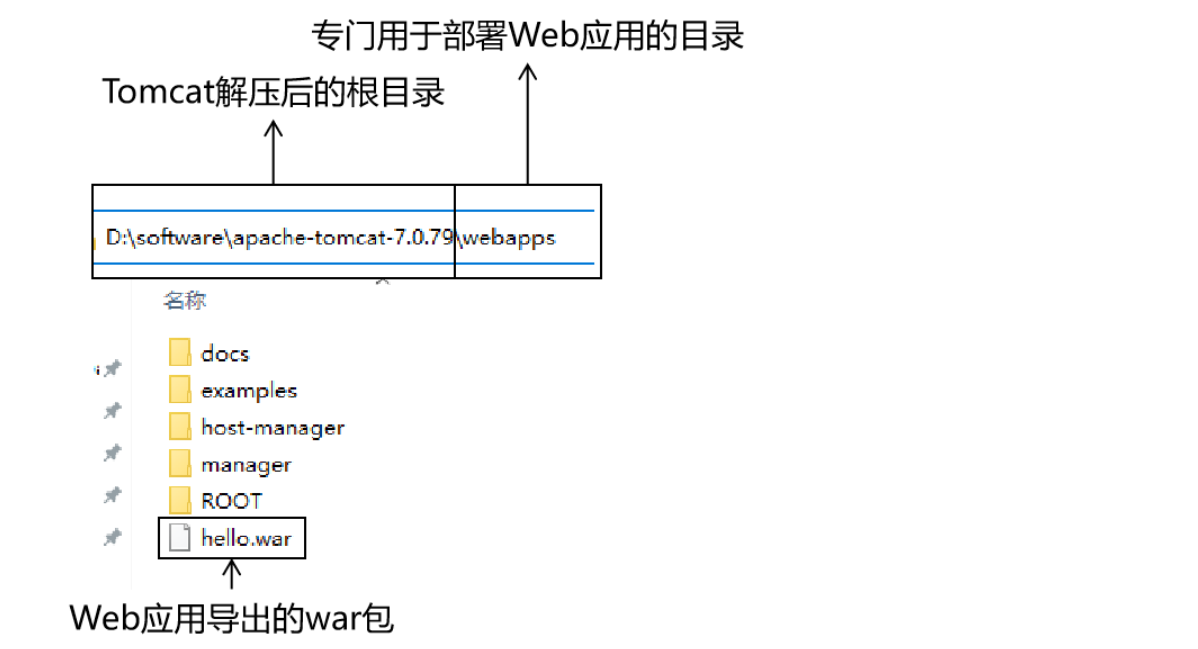 专门用于部署Web应用的目录
Tomcat解压后的根目录
D:\software\apache-tomcat-7.0.79\webapps
名称
docs
examples
host-manager
manager
ROOT
hello.war
Web应用导出的war包